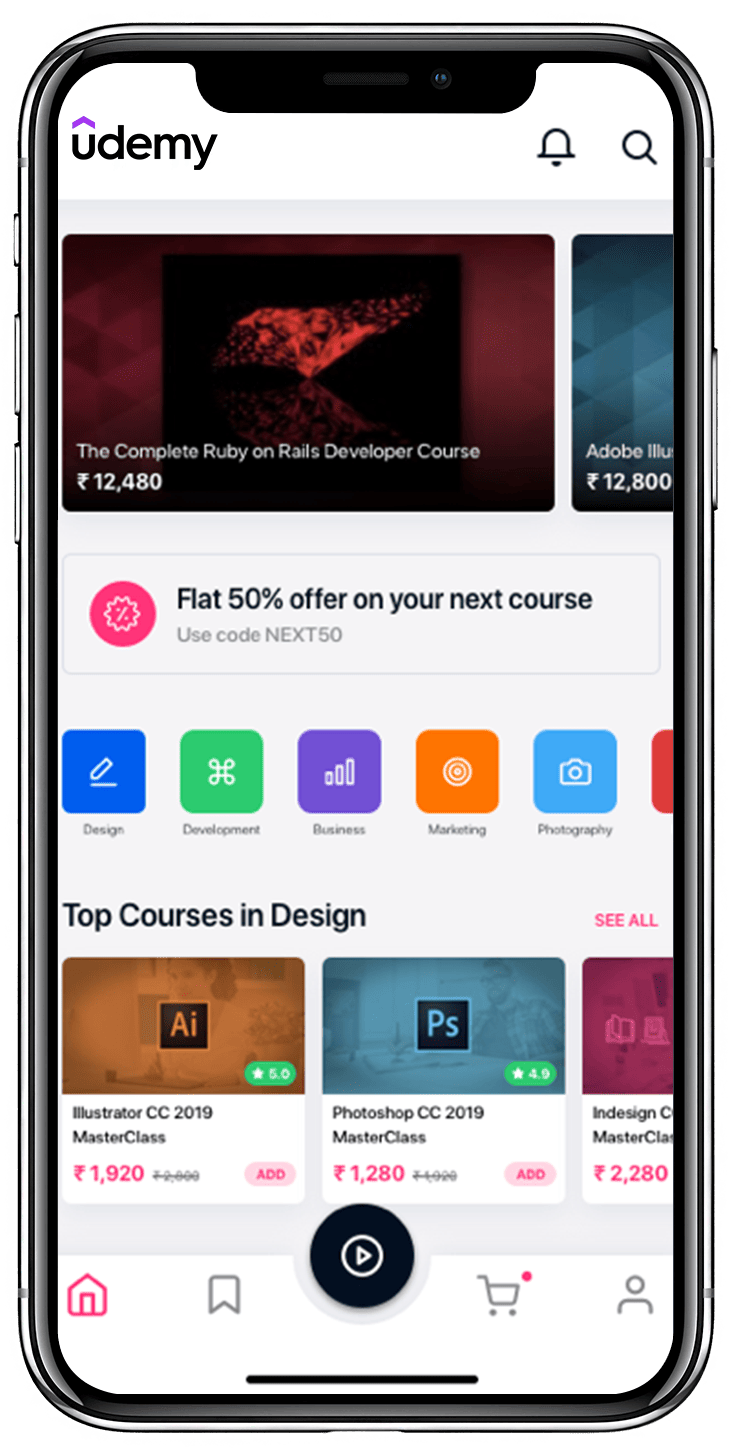 udemy
The Complete Ruby on Rails Developer Course
₹ 12,480
Adobe Illus
₹ 12,800
Flat 50% offer on your next course
Use code NEXT50
Design
Development
Business
Marketing
Photography
Top Courses in Design
SEE ALL
Ai
★ 5.0
Illustrator CC 2019
MasterClass
₹ 1,920 ₹ 2,800
ADD
Ps
★ 4.9
Photoshop CC 2019
MasterClass
₹ 1,280 ₹ 1,920
ADD
Indesign C
MasterClas
₹ 2,280